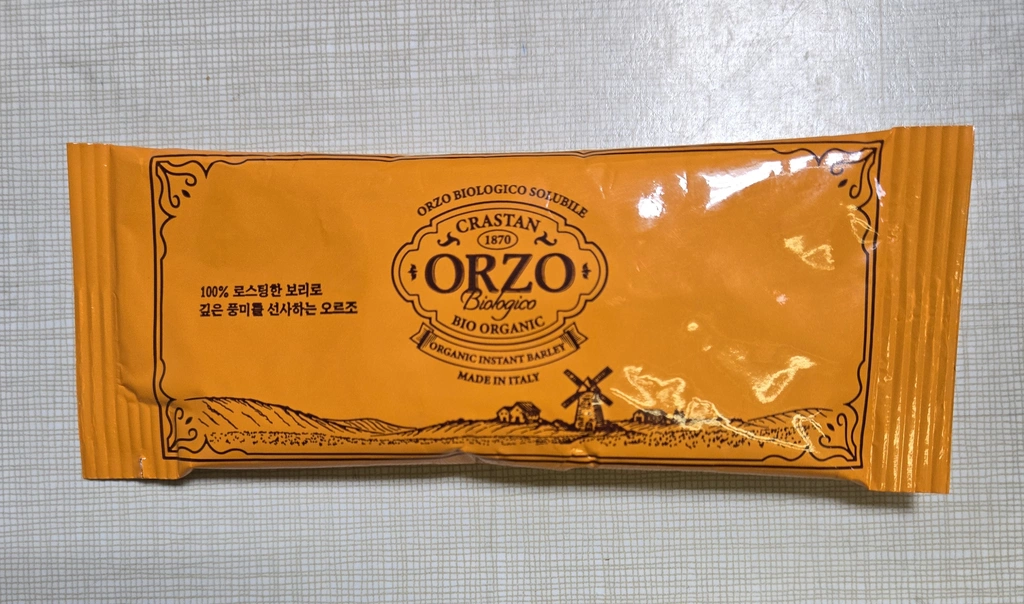 100% 로스팅한 보리로
깊은 풍미를 선사하는 오르조
ORZO BIOLOGICO SOLUBILE
CRASTAN
1870
ORZO
Biologico
BIO ORGANIC
ORGANIC INSTANT BARLEY
MADE IN ITALY